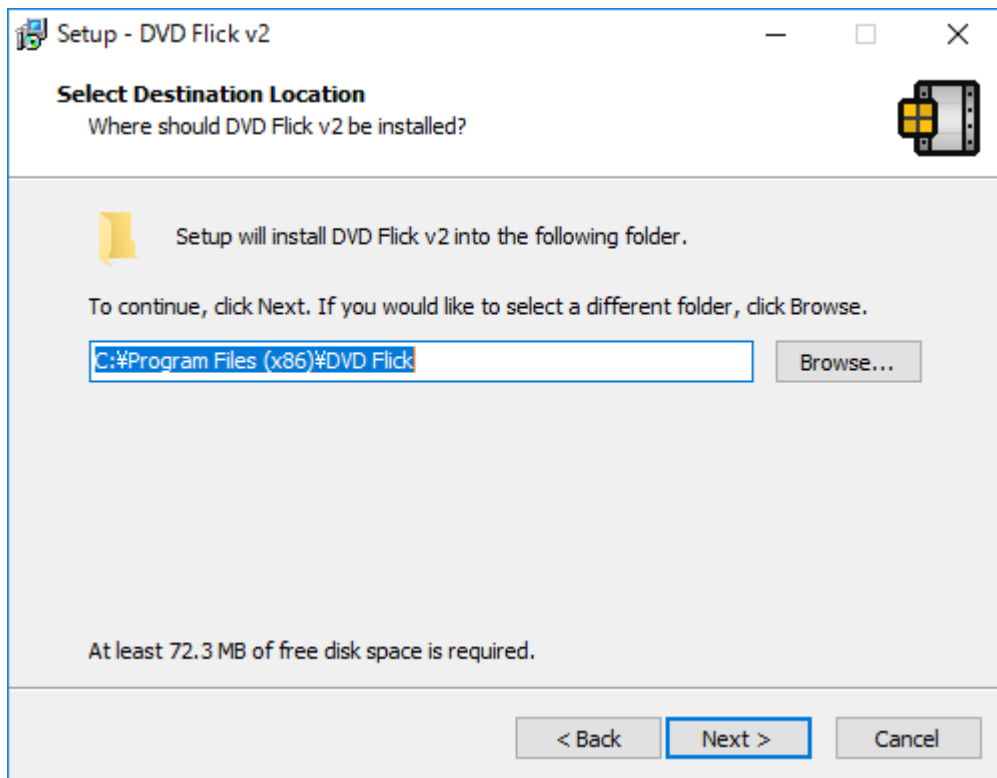 Setup - DVD Flick v2
Select Destination Location
Where should DVD Flick v2 be installed?
Setup will install DVD Flick v2 into the following folder.
To continue, click Next. If you would like to select a different folder, click Browse.
C:¥Program Files (x86)¥DVD Flick
Browse...
At least 72.3 MB of free disk space is required.
< Back
Next >
Cancel